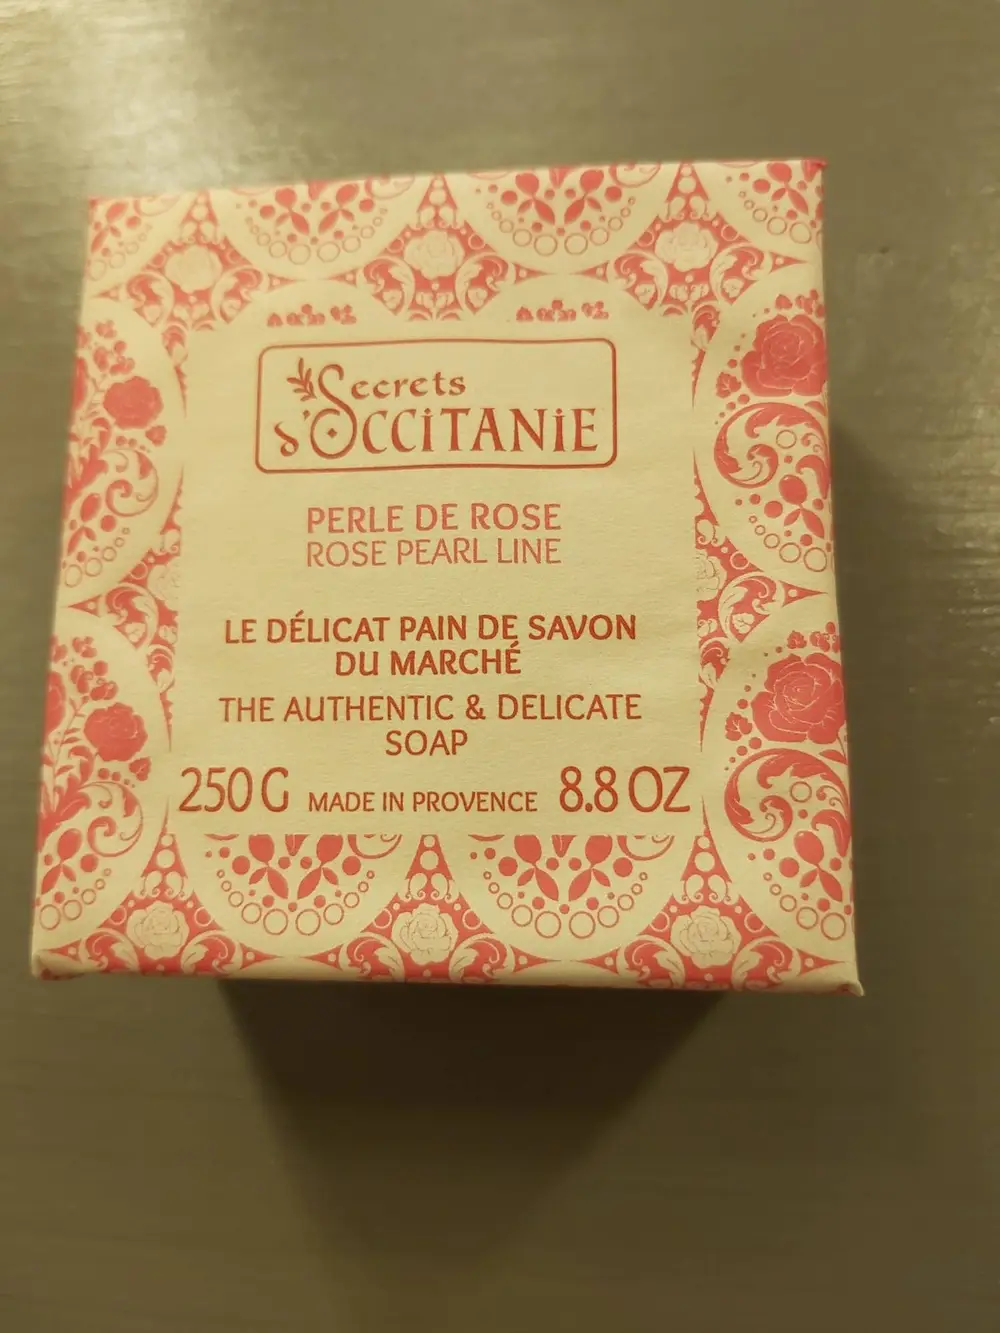 Secrets
d'OCCiTANiE
PERLE DE ROSE
ROSE PEARL LINE
LE DÉLICAT PAIN DE SAVON
DU MARCHÉ
THE AUTHENTIC & DELICATE
SOAP
250G MADE IN PROVENCE 8.8 OZ